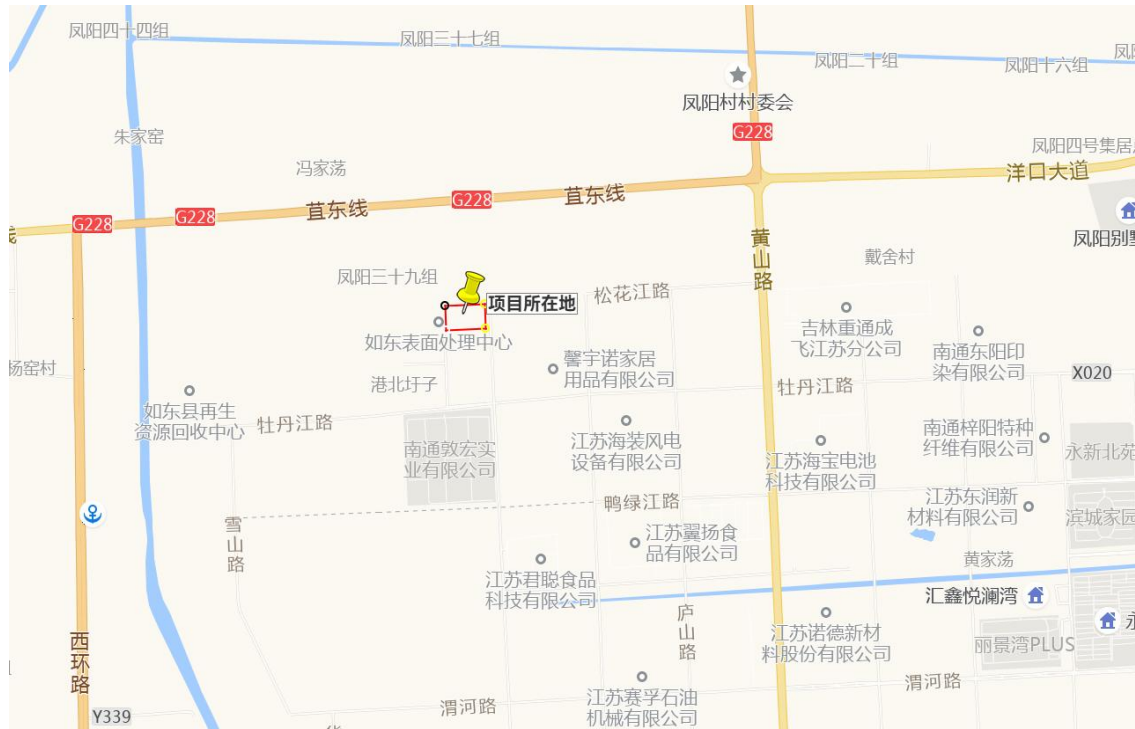 凤阳四十四组
凤阳三十七组
凤阳二十组
凤阳十六组
凤阳村村委会
朱家窑
冯家荡
G228
凤阳四号集居
洋口大道
苴东线
G228
苴东线
G228
G228
线
凤阳别墅
黄山路
戴舍村
凤阳三十九组
项目所在地
松花江路
如东表面处理中心
吉林重通成
飞江苏分公司
南通东阳印
染有限公司
馨宇诺家居
用品有限公司
杨窑村
港北圩子
牡丹江路
X020
如东县再生
资源回收中心
牡丹江路
南通敦宏实
业有限公司
江苏海装风电
设备有限公司
江苏海宝电池
科技有限公司
南通梓阳特种
纤维有限公司
永新北苑
鸭绿江路
江苏东润新
材料有限公司
滨城家园
雪山路
江苏翼扬食
品有限公司
黄家荡
江苏君聪食品
科技有限公司
汇鑫悦澜湾
永
庐山路
江苏诺德新材
料股份有限公司
丽景湾PLUS
西环路
渭河路
江苏赛孚石油
机械有限公司
渭河路
Y339